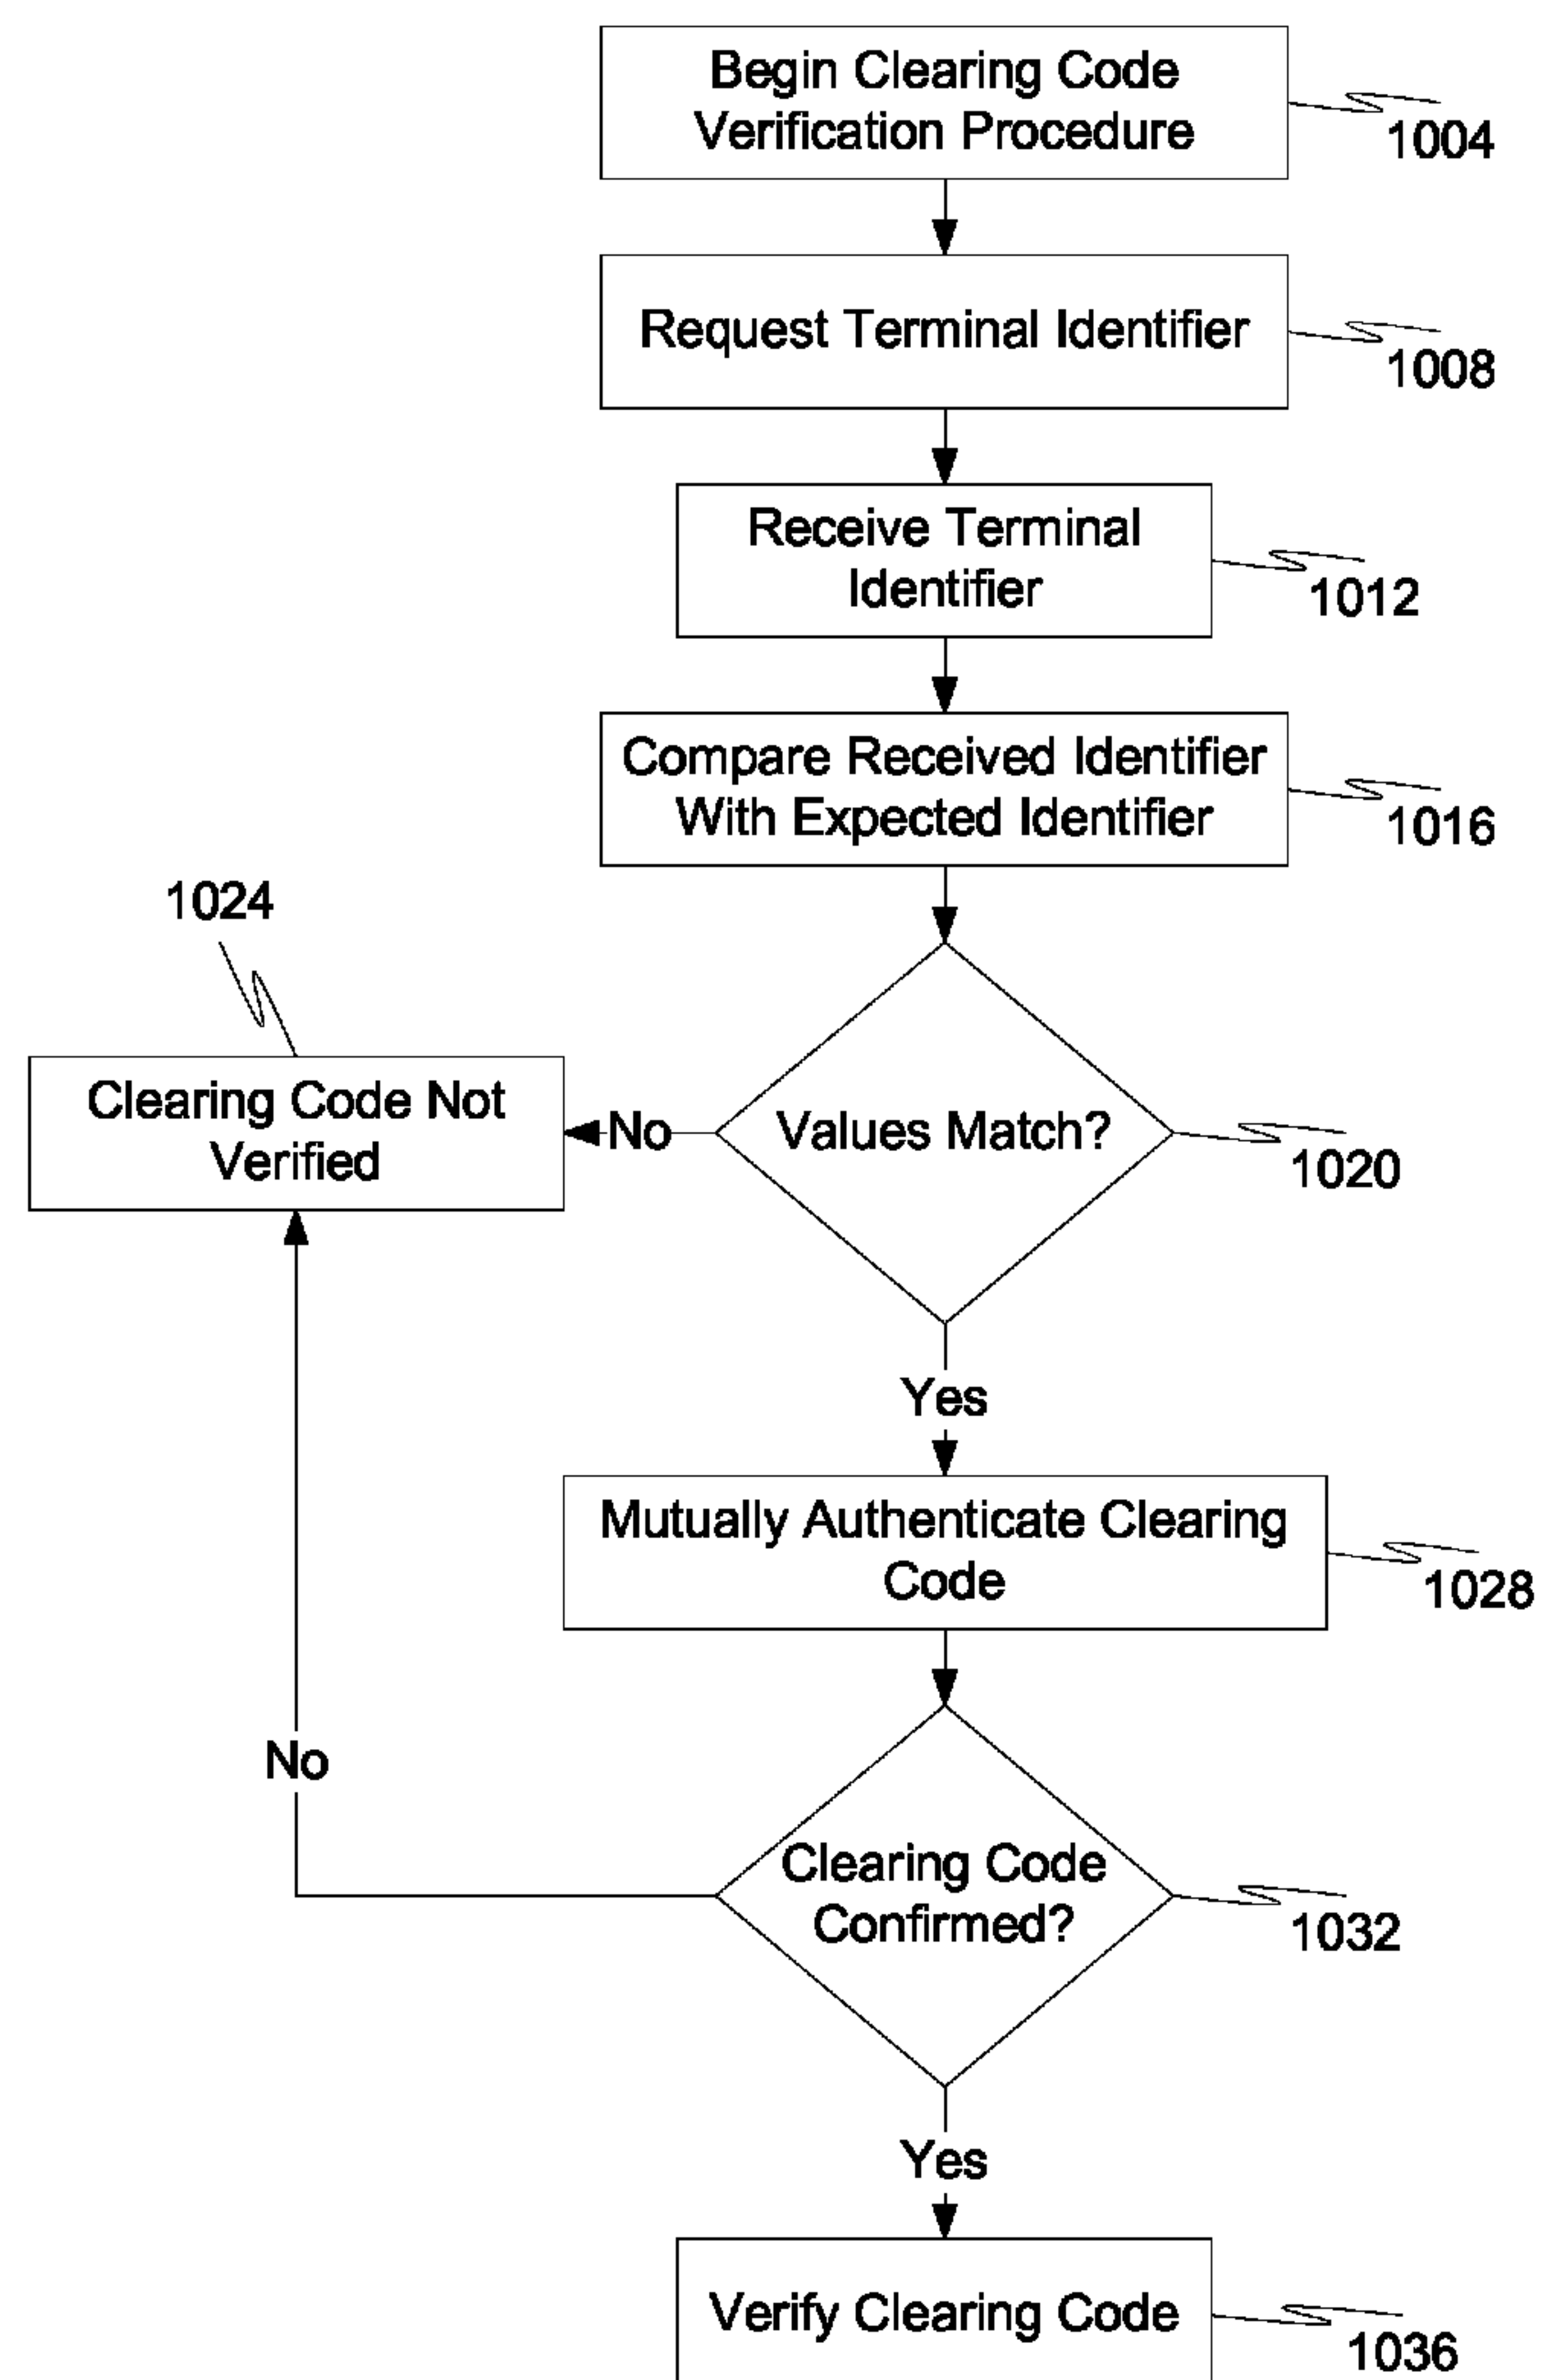 Begin Clearing Code
Verification Procedure
1004
Request Terminal Identifier
1008
Receive Terminal
Identifier
1012
Compare Received Identifier
With Expected Identifier
1016
1024
Clearing Code Not
Verified
No
Values Match?
1020
Yes
Mutually Authenticate Clearing
Code
1028
No
Clearing Code
Confirmed?
1032
Yes
Verify Clearing Code
1036